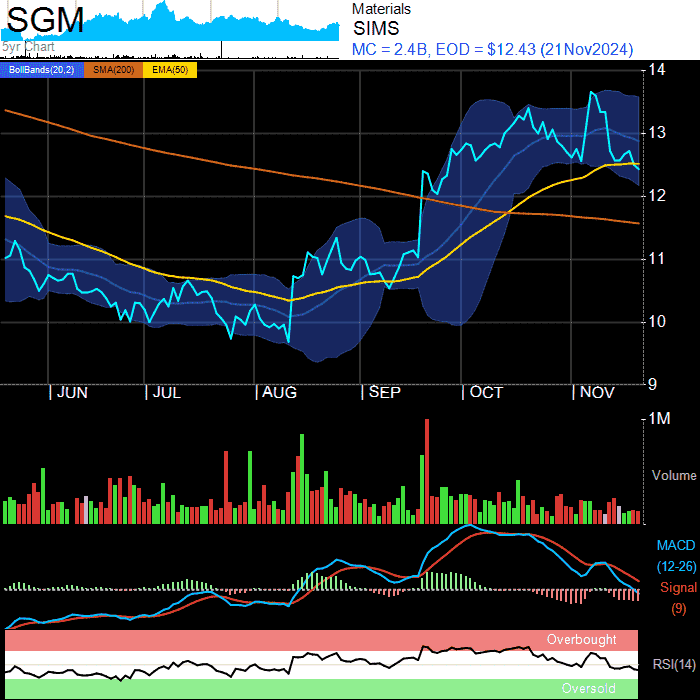 SGM
5yr Chart
Materials
SIMS
MC = 2.4B, EOD = $12.43 (21Nov2024)
BollBands(20,2) SMA(200) EMA(50)
14
13
12
11
10
9
JUN JUL AUG SEP OCT NOV
1M
Volume
MACD
(12-26)
Signal
(9)
Overbought
RSI(14)
Oversold